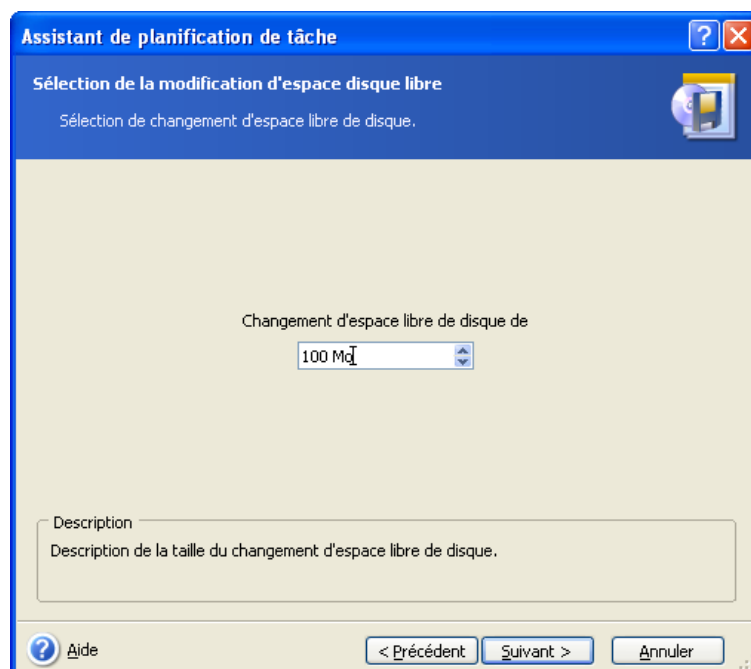 Assistant de planification de tâche
Sélection de la modification d'espace disque libre
Sélection de changement d'espace libre de disque.
Changement d'espace libre de disque de
100 Mo
Description
Description de la taille du changement d'espace libre de disque.
Aide
< Précédent
Suivant >
Annuler